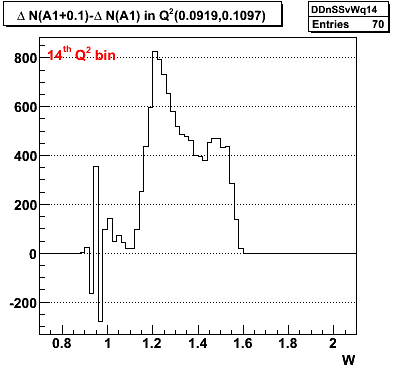 Δ N(A1+0.1)-Δ N(A1) in Q²(0.0919,0.1097)
DDnSSvWq14
Entries 70
14th Q² bin
800
600
400
200
0
-200
0.8 1 1.2 1.4 1.6 1.8 2
W